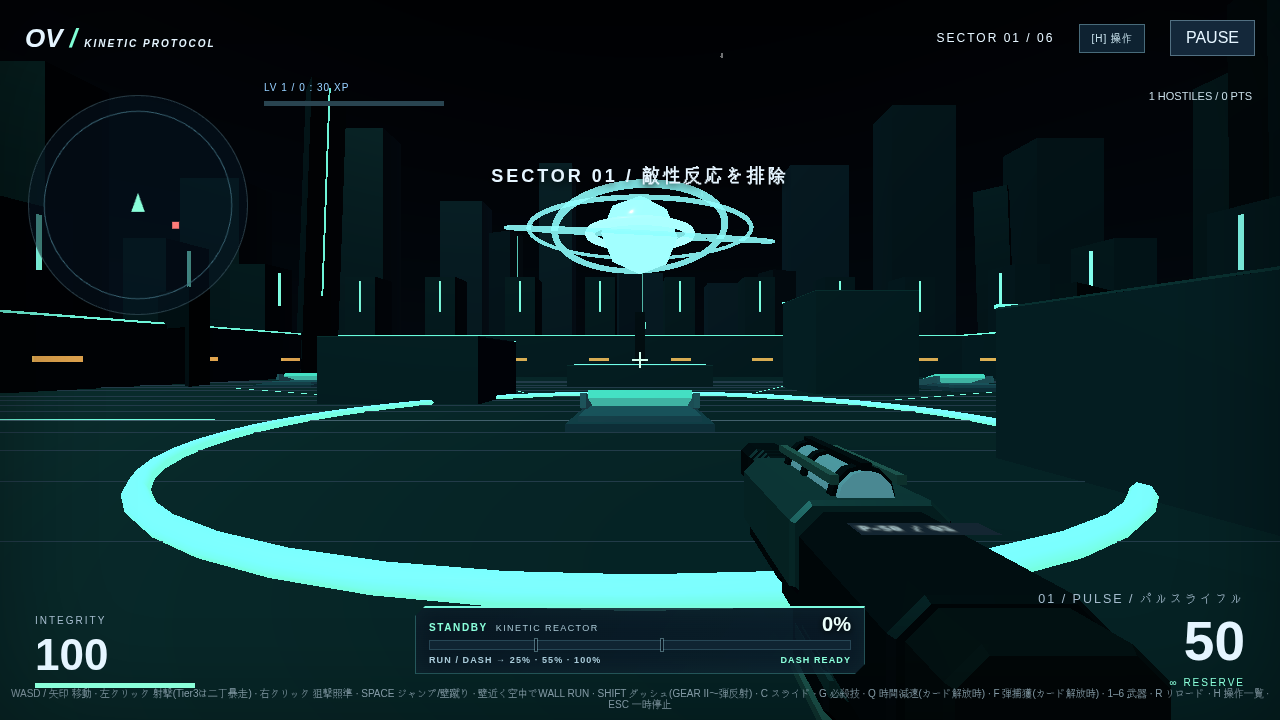 OV / KINETIC PROTOCOL
SECTOR 01 / 06
[H] 操作
PAUSE
LV 1 / 0 : 30 XP
1 HOSTILES / 0 PTS
SECTOR 01 / 敵性反応を排除
P-50 / 01
01 / PULSE / パルスライフル
50
∞ RESERVE
INTEGRITY
100
STANDBY KINETIC REACTOR 0%
RUN / DASH → 25% · 55% · 100% DASH READY
WASD / 矢印 移動 · 左クリック 射撃(Tier3は二丁暴走) · 右クリック 狙撃照準 · SPACE ジャンプ/壁蹴り · 壁近く空中でWALL RUN · SHIFT ダッシュ(GEAR II〜弾反射) · C スライド · G 必殺技 · Q 時間減速(カード解放時) · F 弾捕獲(カード解放時) · 1–6 武器 · R リロード · H 操作一覧 ·
ESC 一時停止